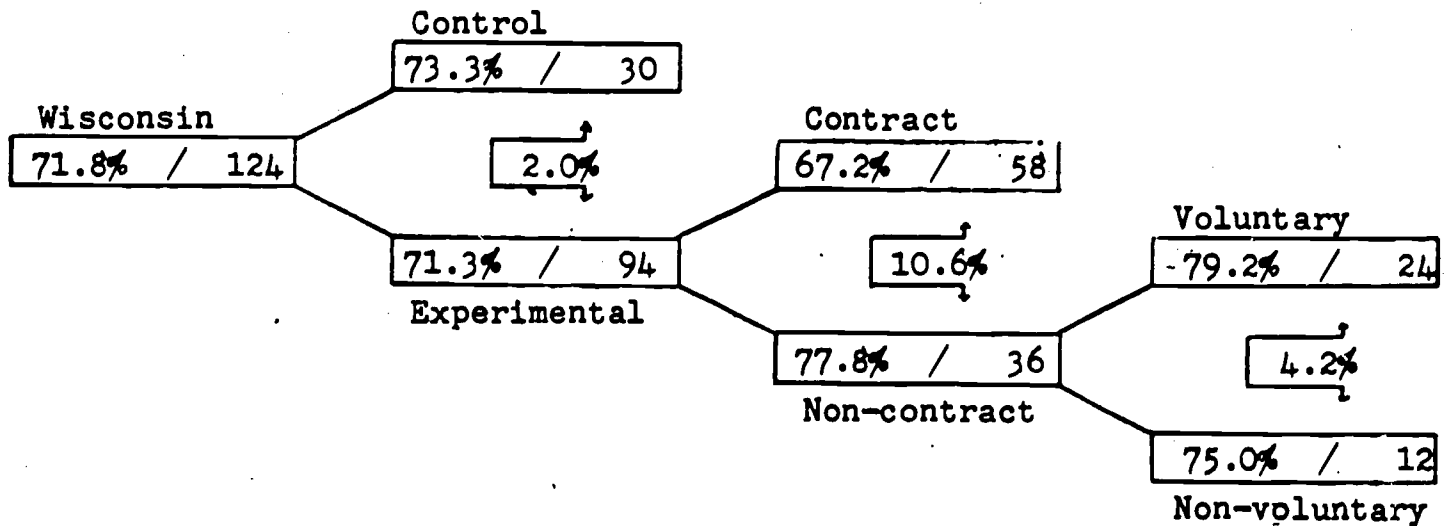 Control
73.3% / 30
Wisconsin
71.8% / 124
2.0%
Contract
67.2% / 58
71.3% / 94
Experimental
10.6%
Voluntary
79.2% / 24
77.8% / 36
Non-contract
4.2%
75.0% / 12
Non-voluntary